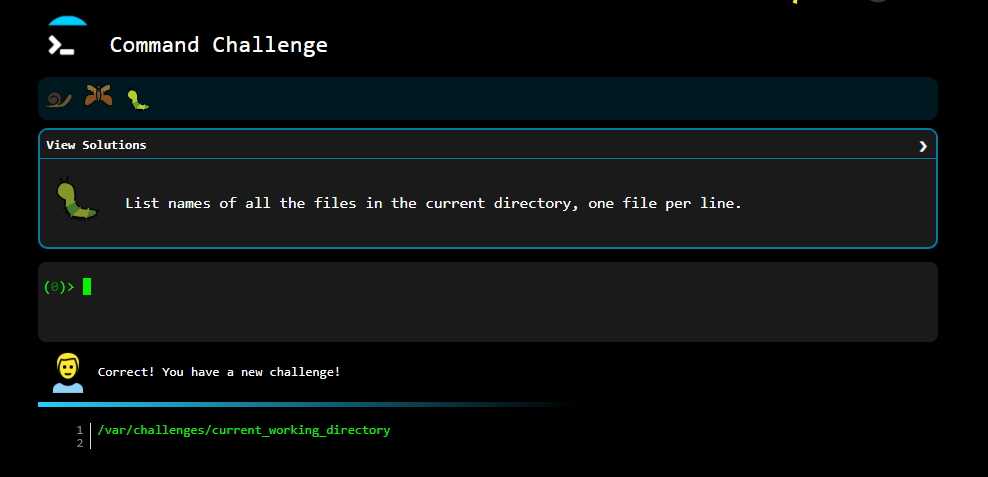 Command Challenge
View Solutions
List names of all the files in the current directory, one file per line.
(0)>
Correct! You have a new challenge!
1 /var/challenges/current_working_directory
2